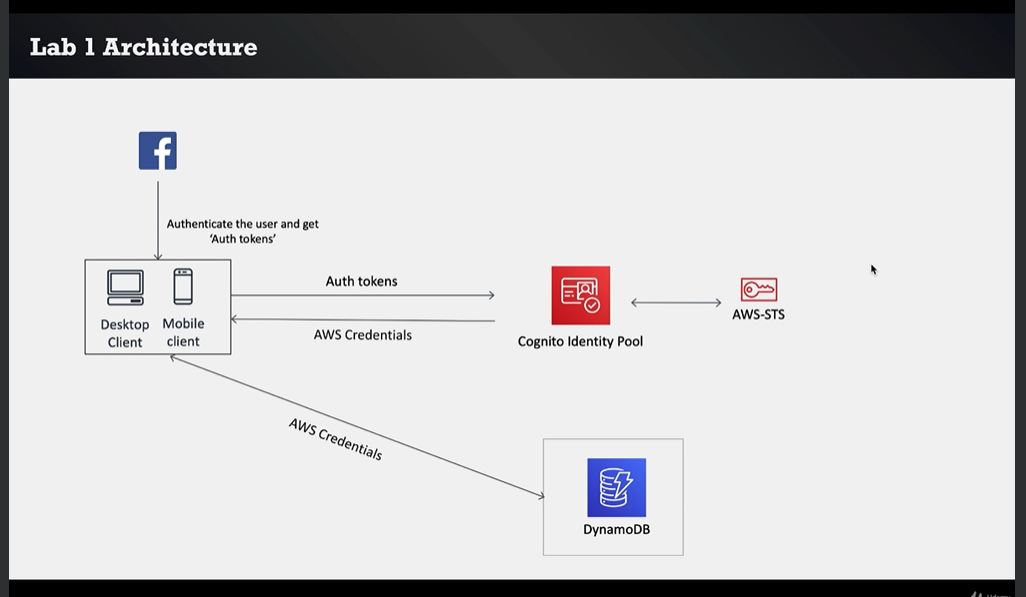 Lab 1 Architecture
Authenticate the user and get
‘Auth tokens’
Auth tokens
AWS Credentials
Desktop
Client
Mobile
client
Cognito Identity Pool
AWS-STS
AWS Credentials
DynamoDB